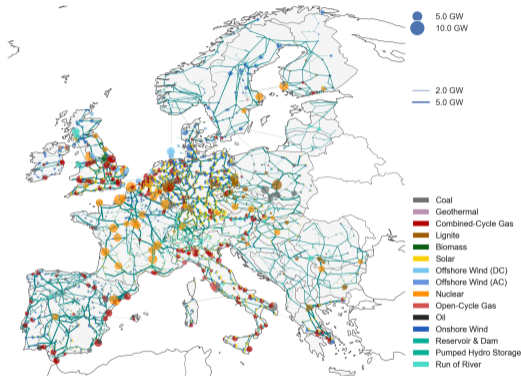 5.0 GW
10.0 GW
2.0 GW
5.0 GW
Coal
Geothermal
Combined-Cycle Gas
Lignite
Biomass
Solar
Offshore Wind (DC)
Offshore Wind (AC)
Nuclear
Open-Cycle Gas
Oil
Onshore Wind
Reservoir & Dam
Pumped Hydro Storage
Run of River